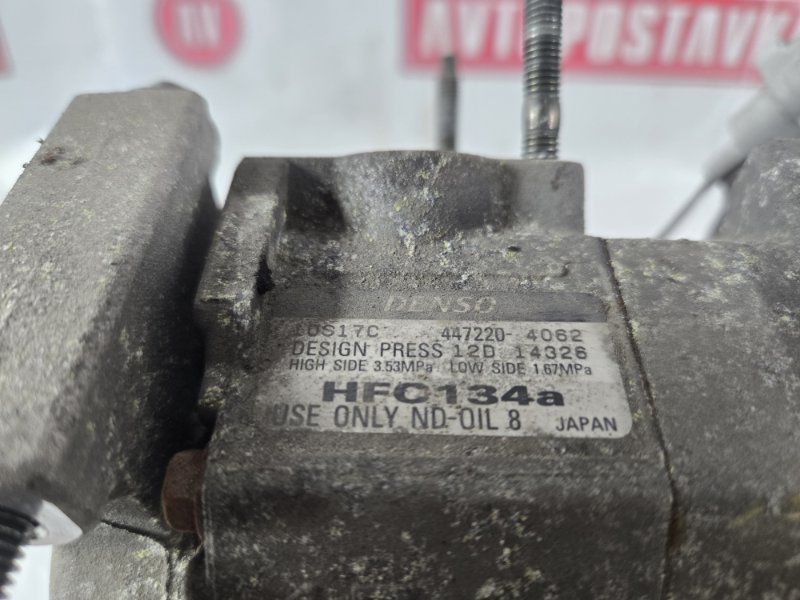 AVTOPOSTAVK
DENSO
10S17C 447220-4062
DESIGN PRESS 12D 14326
HIGH SIDE 3.53MPa LOW SIDE 1.67MPa
HFC134a
USE ONLY ND-OIL 8 JAPAN